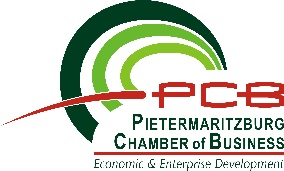 PCB
PIETERMARITZBURG
CHAMBER of BUSINESS
Economic & Enterprise Development